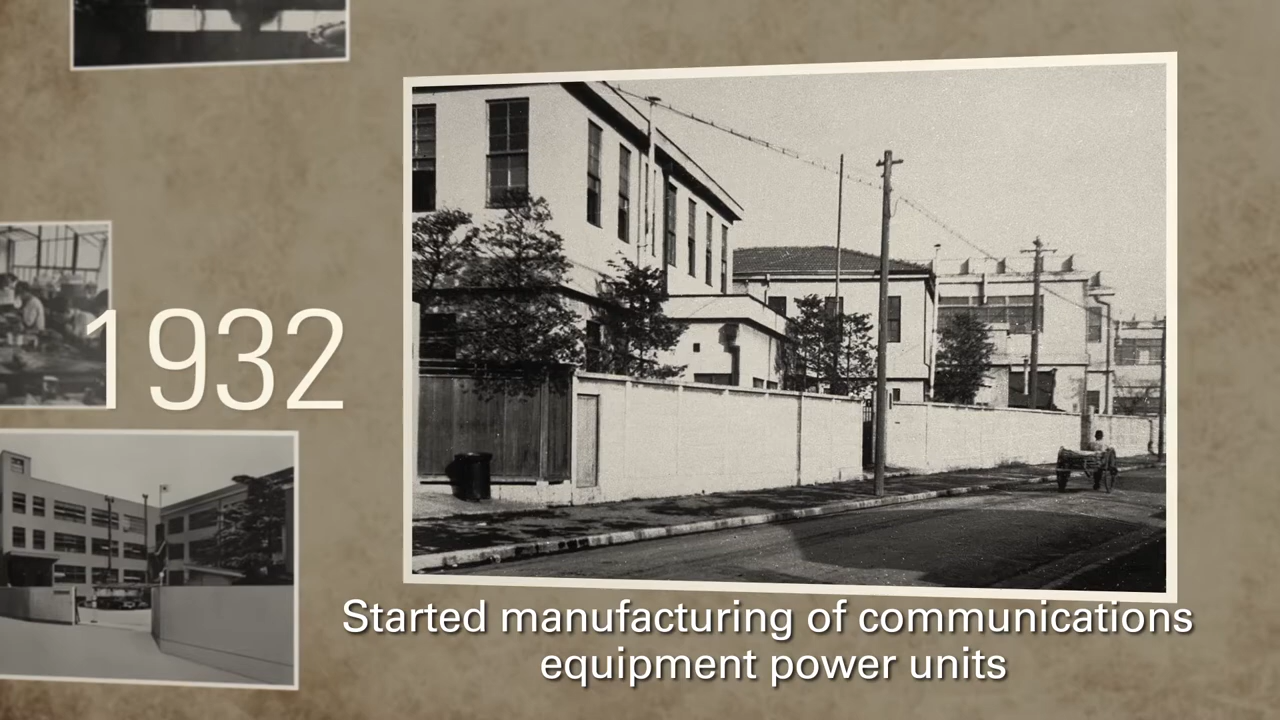 1932
Started manufacturing of communications
equipment power units